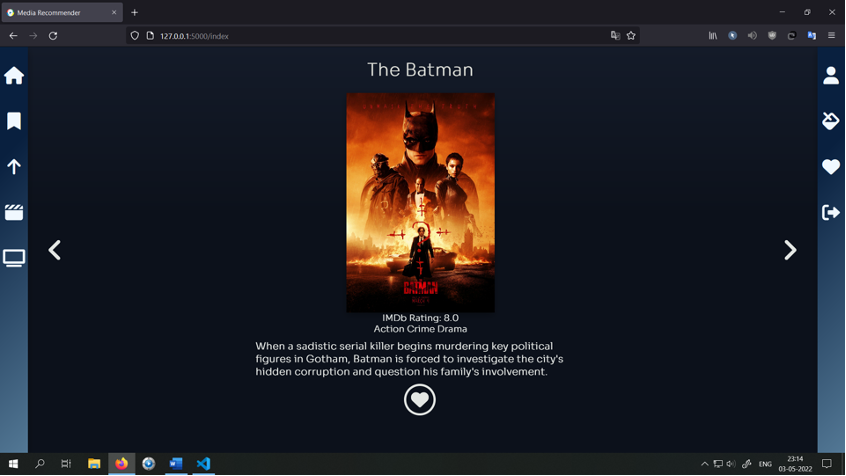 Media Recommender
127.0.0.1:5000/index
The Batman
THE
BATMAN
IMDb Rating: 8.0
Action Crime Drama
When a sadistic serial killer begins murdering key political
figures in Gotham, Batman is forced to investigate the city's
hidden corruption and question his family's involvement.
ENG
23:14
03-05-2022